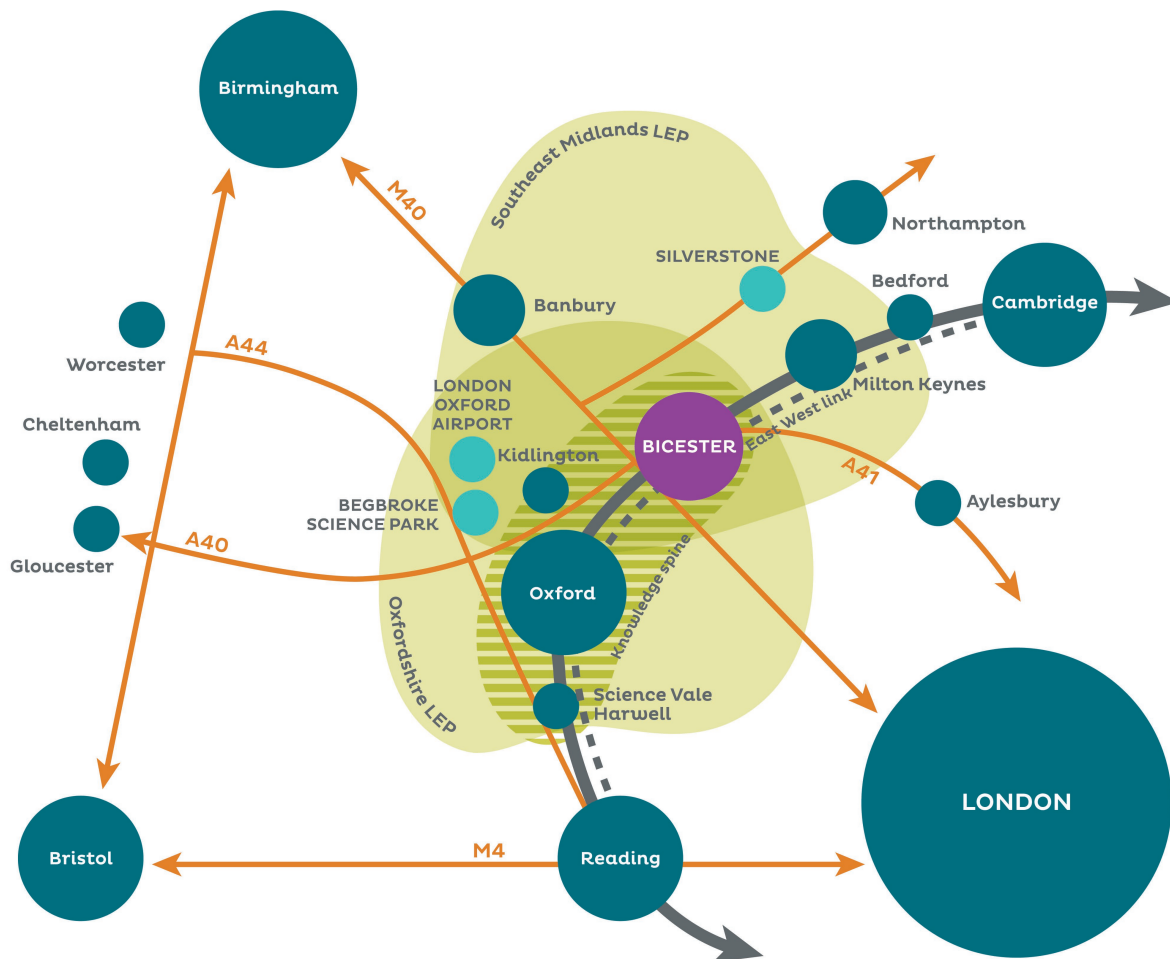 Birmingham
Southeast Midlands LEP
M40
Northampton
SILVERSTONE
Bedford
Cambridge
Banbury
Worcester
A44
LONDON
OXFORD
AIRPORT
Milton Keynes
East West link
Cheltenham
Kidlington
BICESTER
A41
Aylesbury
BEGBROKE
SCIENCE PARK
A40
Gloucester
Oxford
Knowledge spine
Oxfordshire LEP
Science Vale
Harwell
LONDON
Bristol
M4
Reading